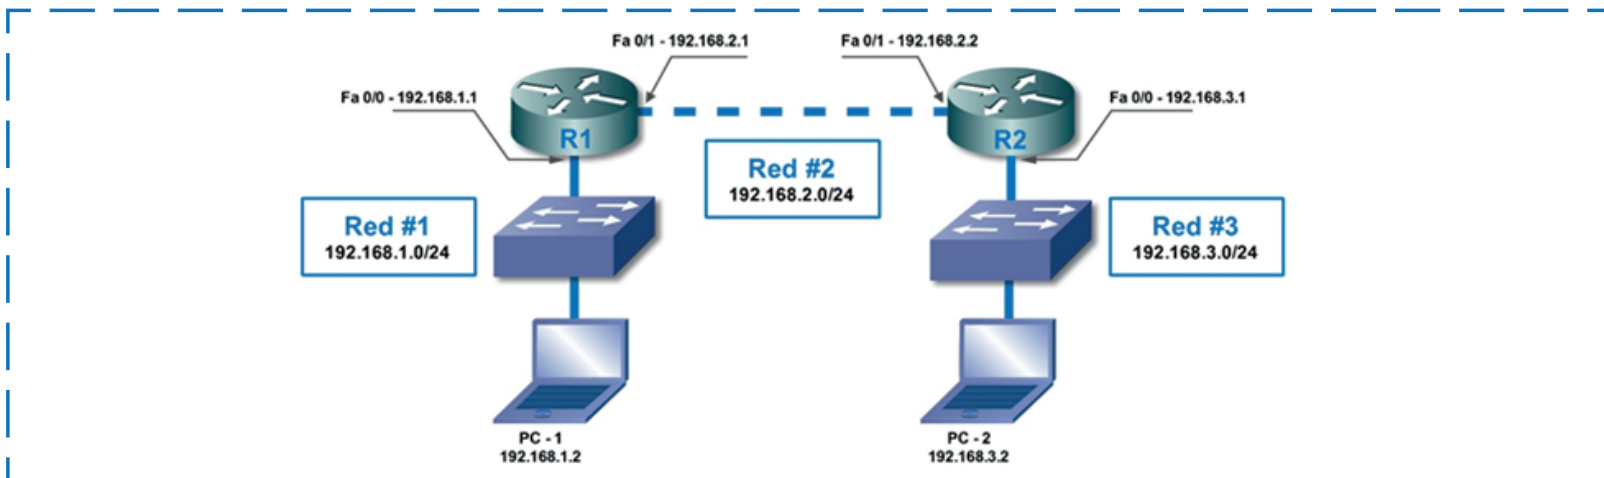 Fa 0/1 - 192.168.2.1
Fa 0/1 - 192.168.2.2
Fa 0/0 - 192.168.1.1
Fa 0/0 - 192.168.3.1
R1
R2
Red #2
192.168.2.0/24
Red #1
192.168.1.0/24
Red #3
192.168.3.0/24
PC - 1
192.168.1.2
PC - 2
192.168.3.2